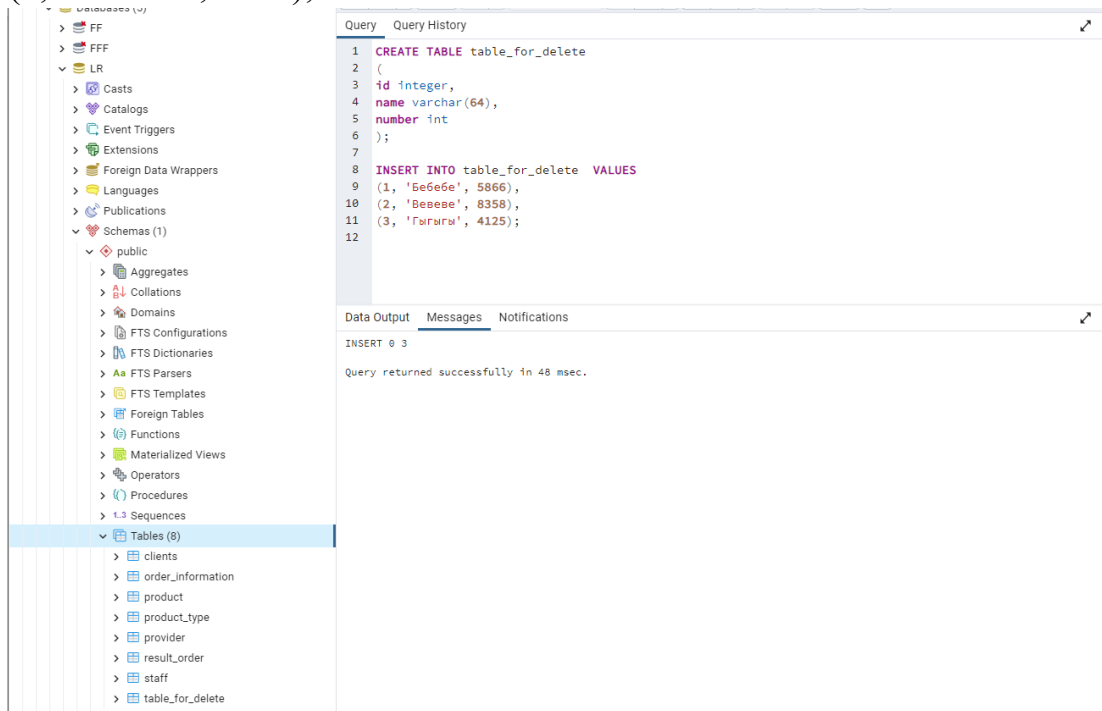 Databases (5)
FF
FFF
LR
Casts
Catalogs
Event Triggers
Extensions
Foreign Data Wrappers
Languages
Publications
Schemas (1)
public
Aggregates
Collations
Domains
FTS Configurations
FTS Dictionaries
Aa FTS Parsers
FTS Templates
Foreign Tables
Functions
Materialized Views
Operators
Procedures
1..3 Sequences
Tables (8)
clients
order_information
product
product_type
provider
result_order
staff
table_for_delete
Query Query History
1 CREATE TABLE table_for_delete
2 (
3 id integer,
4 name varchar(64),
5 number int
6 );
7
8 INSERT INTO table_for_delete  VALUES
9 (1, 'Бебебе', 5866),
10 (2, 'Вевеве', 8358),
11 (3, 'Гыгыгы', 4125);
12
Data Output Messages Notifications
INSERT 0 3
Query returned successfully in 48 msec.